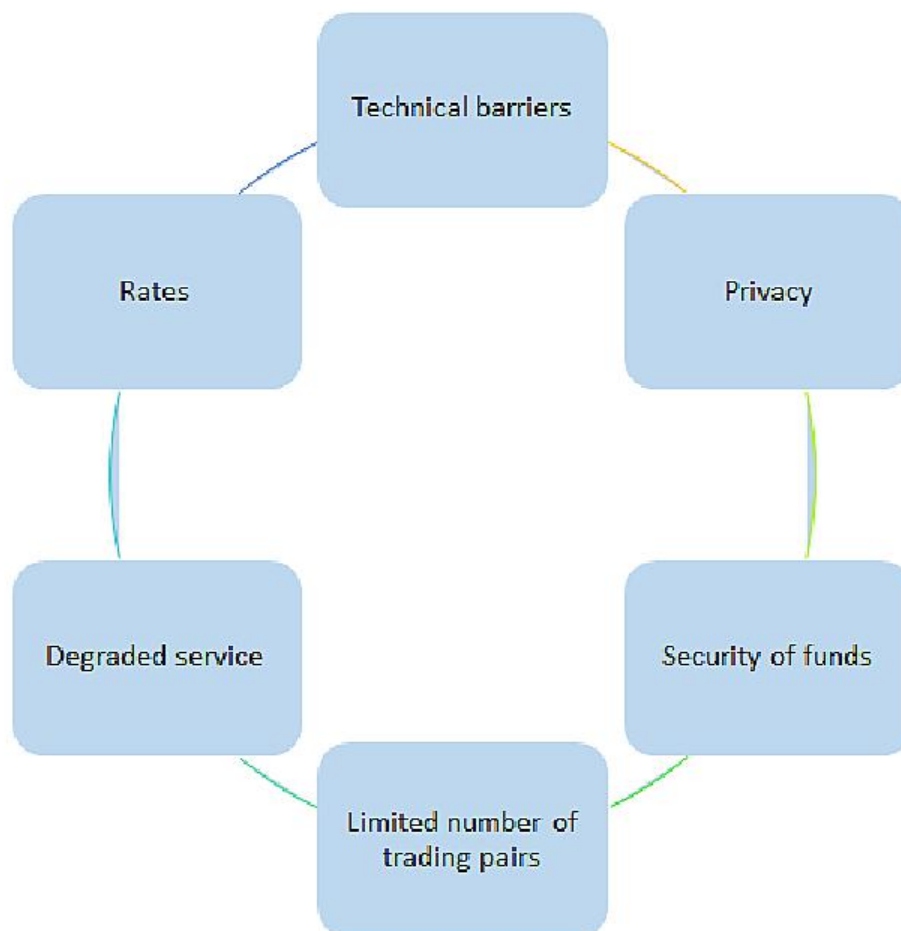 Technical barriers
Rates
Privacy
Degraded service
Security of funds
Limited number of
trading pairs